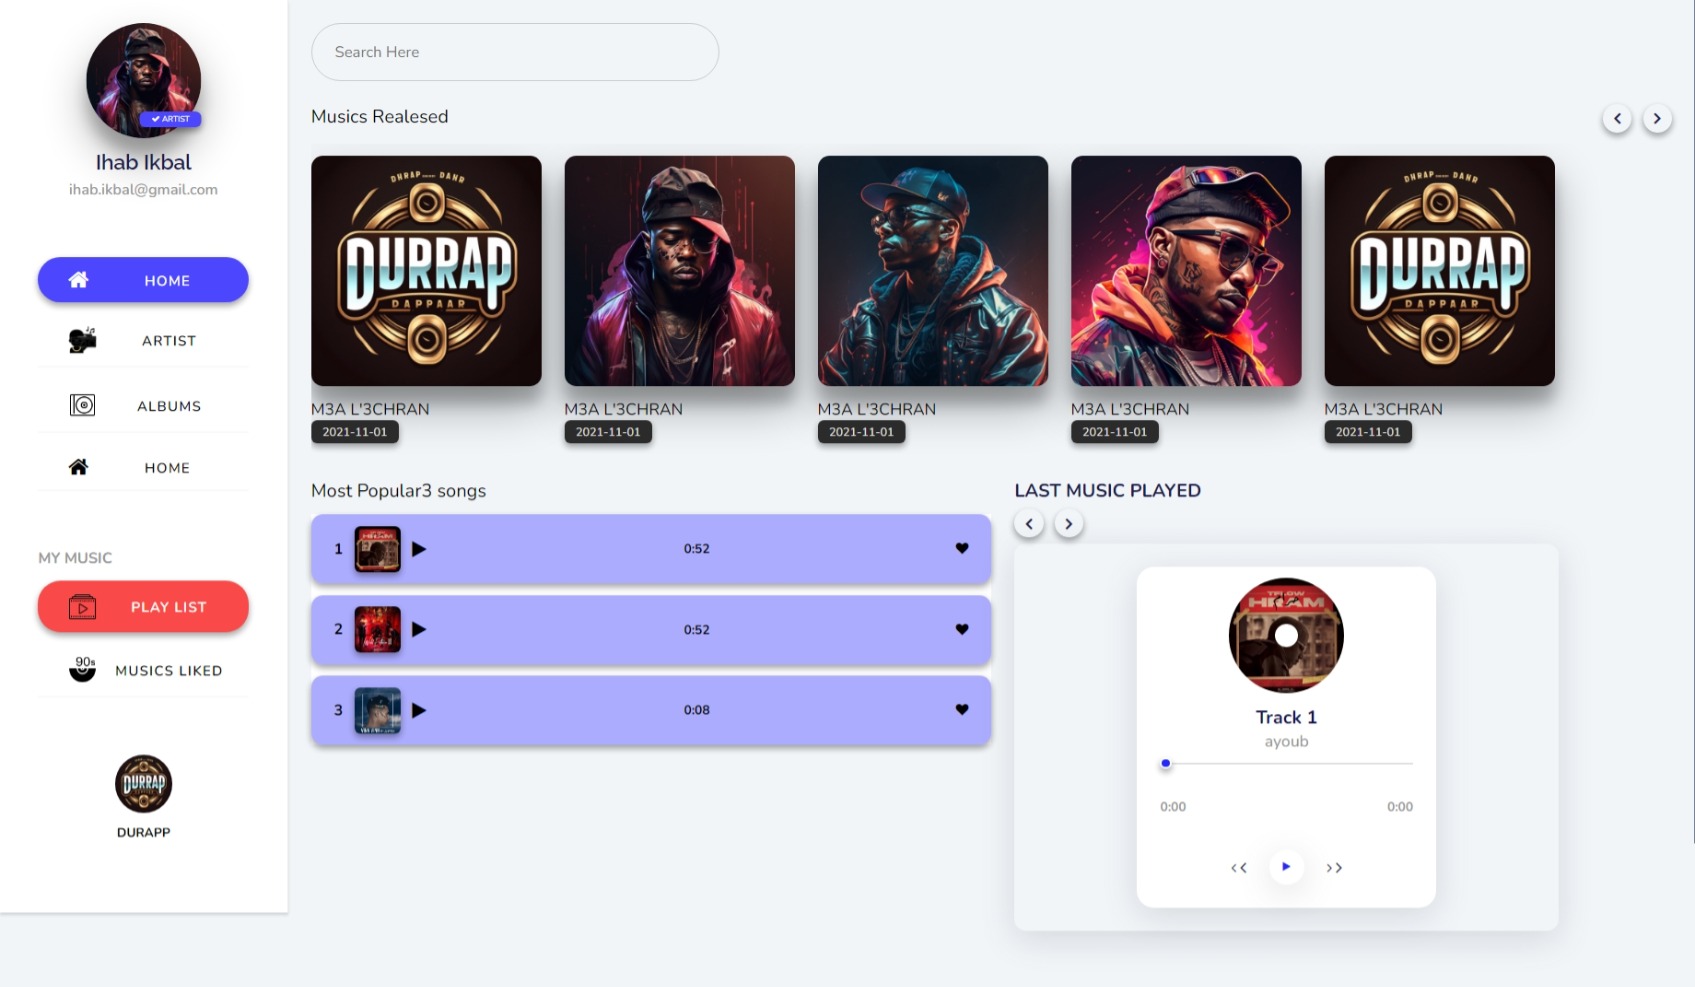 ARTIST
Ihab Ikbal
ihab.ikbal@gmail.com
HOME
ARTIST
ALBUMS
HOME
MY MUSIC
PLAY LIST
90s
MUSICS LIKED
DURRAP
DURAPP
Search Here
Musics Realesed
DURRAP
DAPPAAR
DURRAP
DAPPAAR
M3A L'3CHRAN
2021-11-01
M3A L'3CHRAN
2021-11-01
M3A L'3CHRAN
2021-11-01
M3A L'3CHRAN
2021-11-01
M3A L'3CHRAN
2021-11-01
Most Popular3 songs
1 0:52
2 0:52
3 0:08
LAST MUSIC PLAYED
HRAM
Track 1
ayoub
0:00 0:00